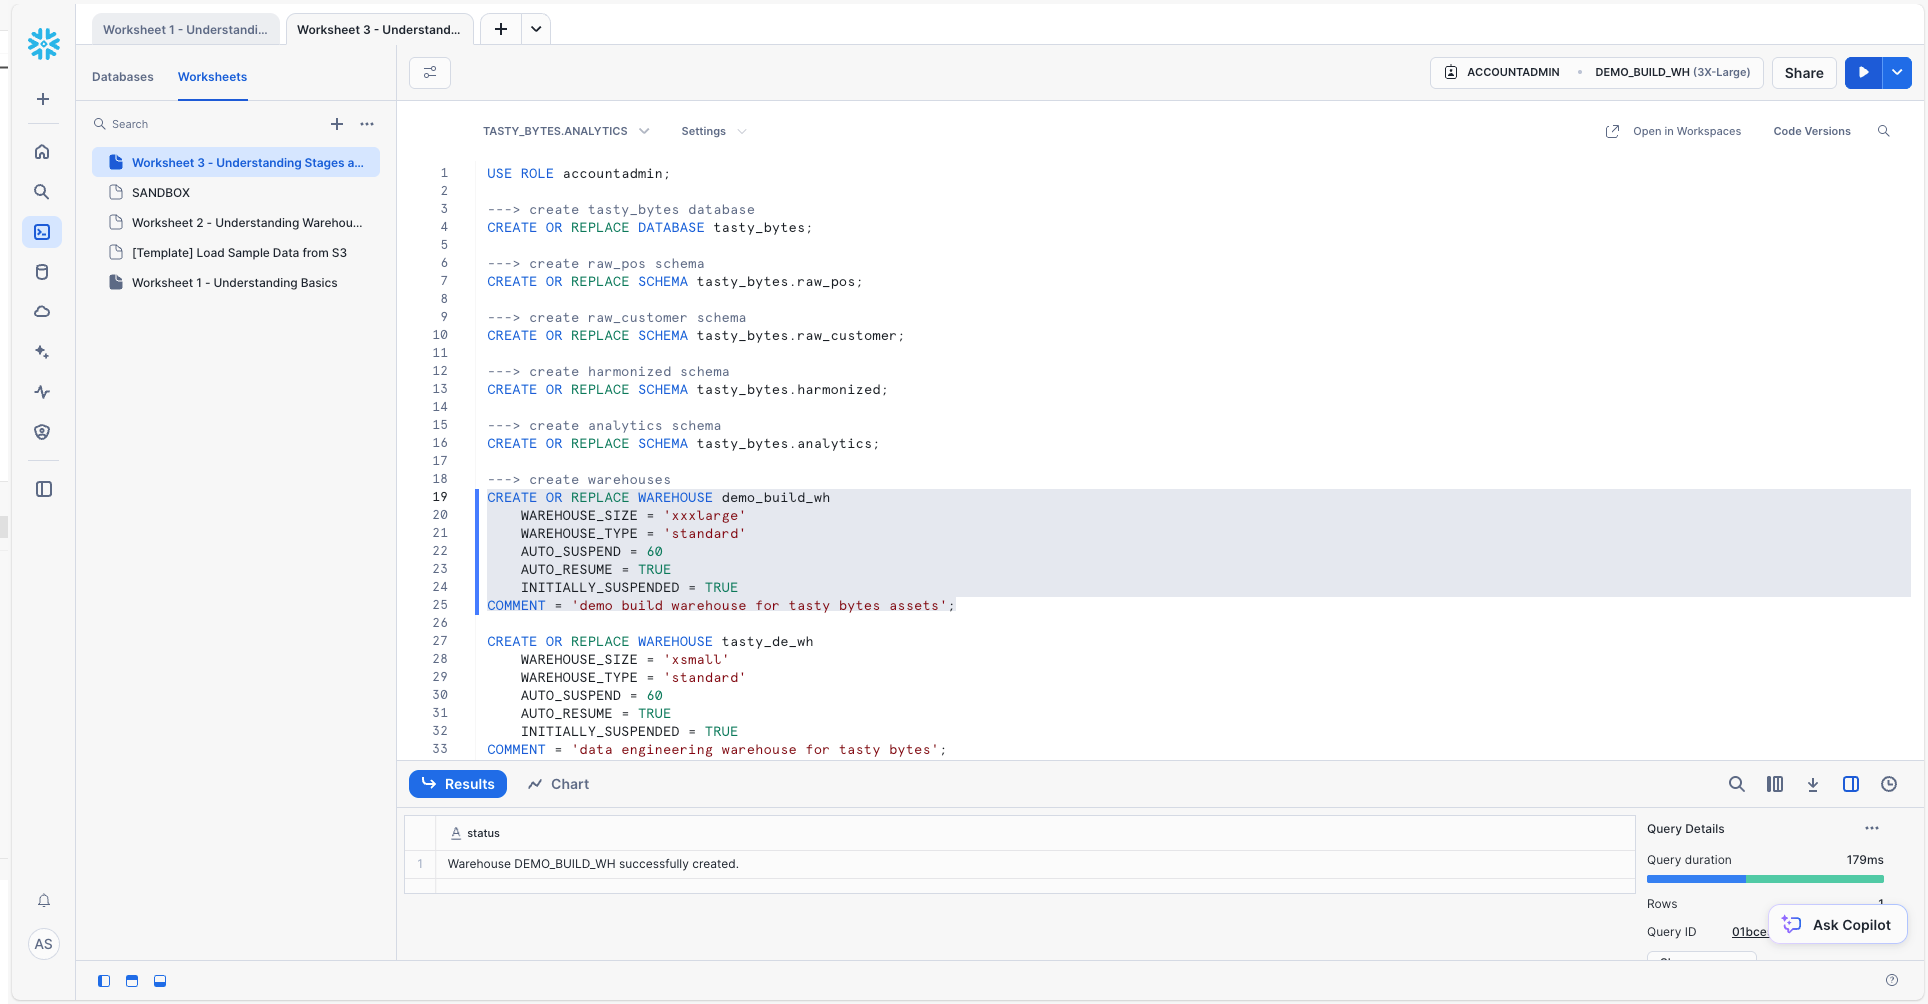 Worksheet 1 - Understandi...
Worksheet 3 - Understand...
Databases
Worksheets
ACCOUNTADMIN
DEMO_BUILD_WH (3X-Large)
Share
Search
Worksheet 3 - Understanding Stages a...
SANDBOX
Worksheet 2 - Understanding Warehou...
[Template] Load Sample Data from S3
Worksheet 1 - Understanding Basics
AS
TASTY_BYTES.ANALYTICS
Settings
Open in Workspaces
Code Versions
1 USE ROLE accountadmin;
2
3 ---> create tasty_bytes database
4 CREATE OR REPLACE DATABASE tasty_bytes;
5
6 ---> create raw_pos schema
7 CREATE OR REPLACE SCHEMA tasty_bytes.raw_pos;
8
9 ---> create raw_customer schema
10 CREATE OR REPLACE SCHEMA tasty_bytes.raw_customer;
11
12 ---> create harmonized schema
13 CREATE OR REPLACE SCHEMA tasty_bytes.harmonized;
14
15 ---> create analytics schema
16 CREATE OR REPLACE SCHEMA tasty_bytes.analytics;
17
18 ---> create warehouses
19 CREATE OR REPLACE WAREHOUSE demo_build_wh
20 WAREHOUSE_SIZE = 'xxxlarge'
21 WAREHOUSE_TYPE = 'standard'
22 AUTO_SUSPEND = 60
23 AUTO_RESUME = TRUE
24 INITIALLY_SUSPENDED = TRUE
25 COMMENT = 'demo build warehouse for tasty bytes assets';
26
27 CREATE OR REPLACE WAREHOUSE tasty_de_wh
28 WAREHOUSE_SIZE = 'xsmall'
29 WAREHOUSE_TYPE = 'standard'
30 AUTO_SUSPEND = 60
31 AUTO_RESUME = TRUE
32 INITIALLY_SUSPENDED = TRUE
33 COMMENT = 'data engineering warehouse for tasty bytes';
Results
Chart
A status
1 Warehouse DEMO_BUILD_WH successfully created.
Query Details
Query duration 179ms
Rows 1
Query ID 01bce
Ask Copilot